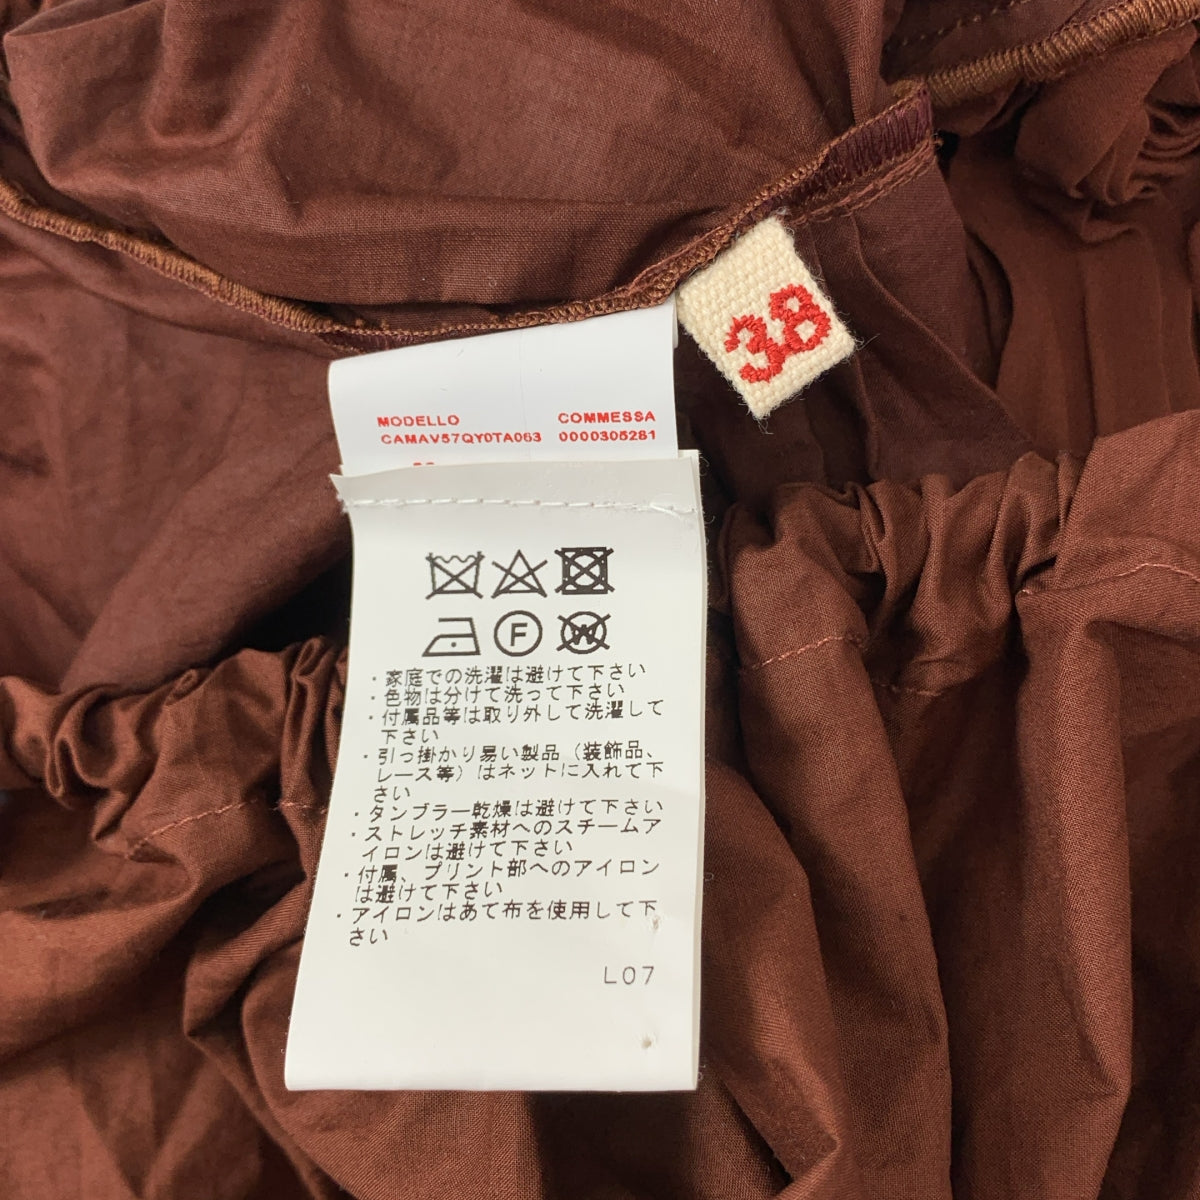 38
MODELLO COMMESSA
CAMAV57QY0TA063 0000305281
F
W
・家庭での洗濯は避けて下さい
・色物は分けて洗って下さい
・付属品等は取り外して洗濯して
下さい
・引っ掛かり易い製品（装飾品、
レース等）はネットに入れて下
さい
・タンブラー乾燥は避けて下さい
・ストレッチ素材へのスチームア
イロンは避けて下さい
・付属、プリント部へのアイロン
は避けて下さい
・アイロンはあて布を使用して下
さい
L07